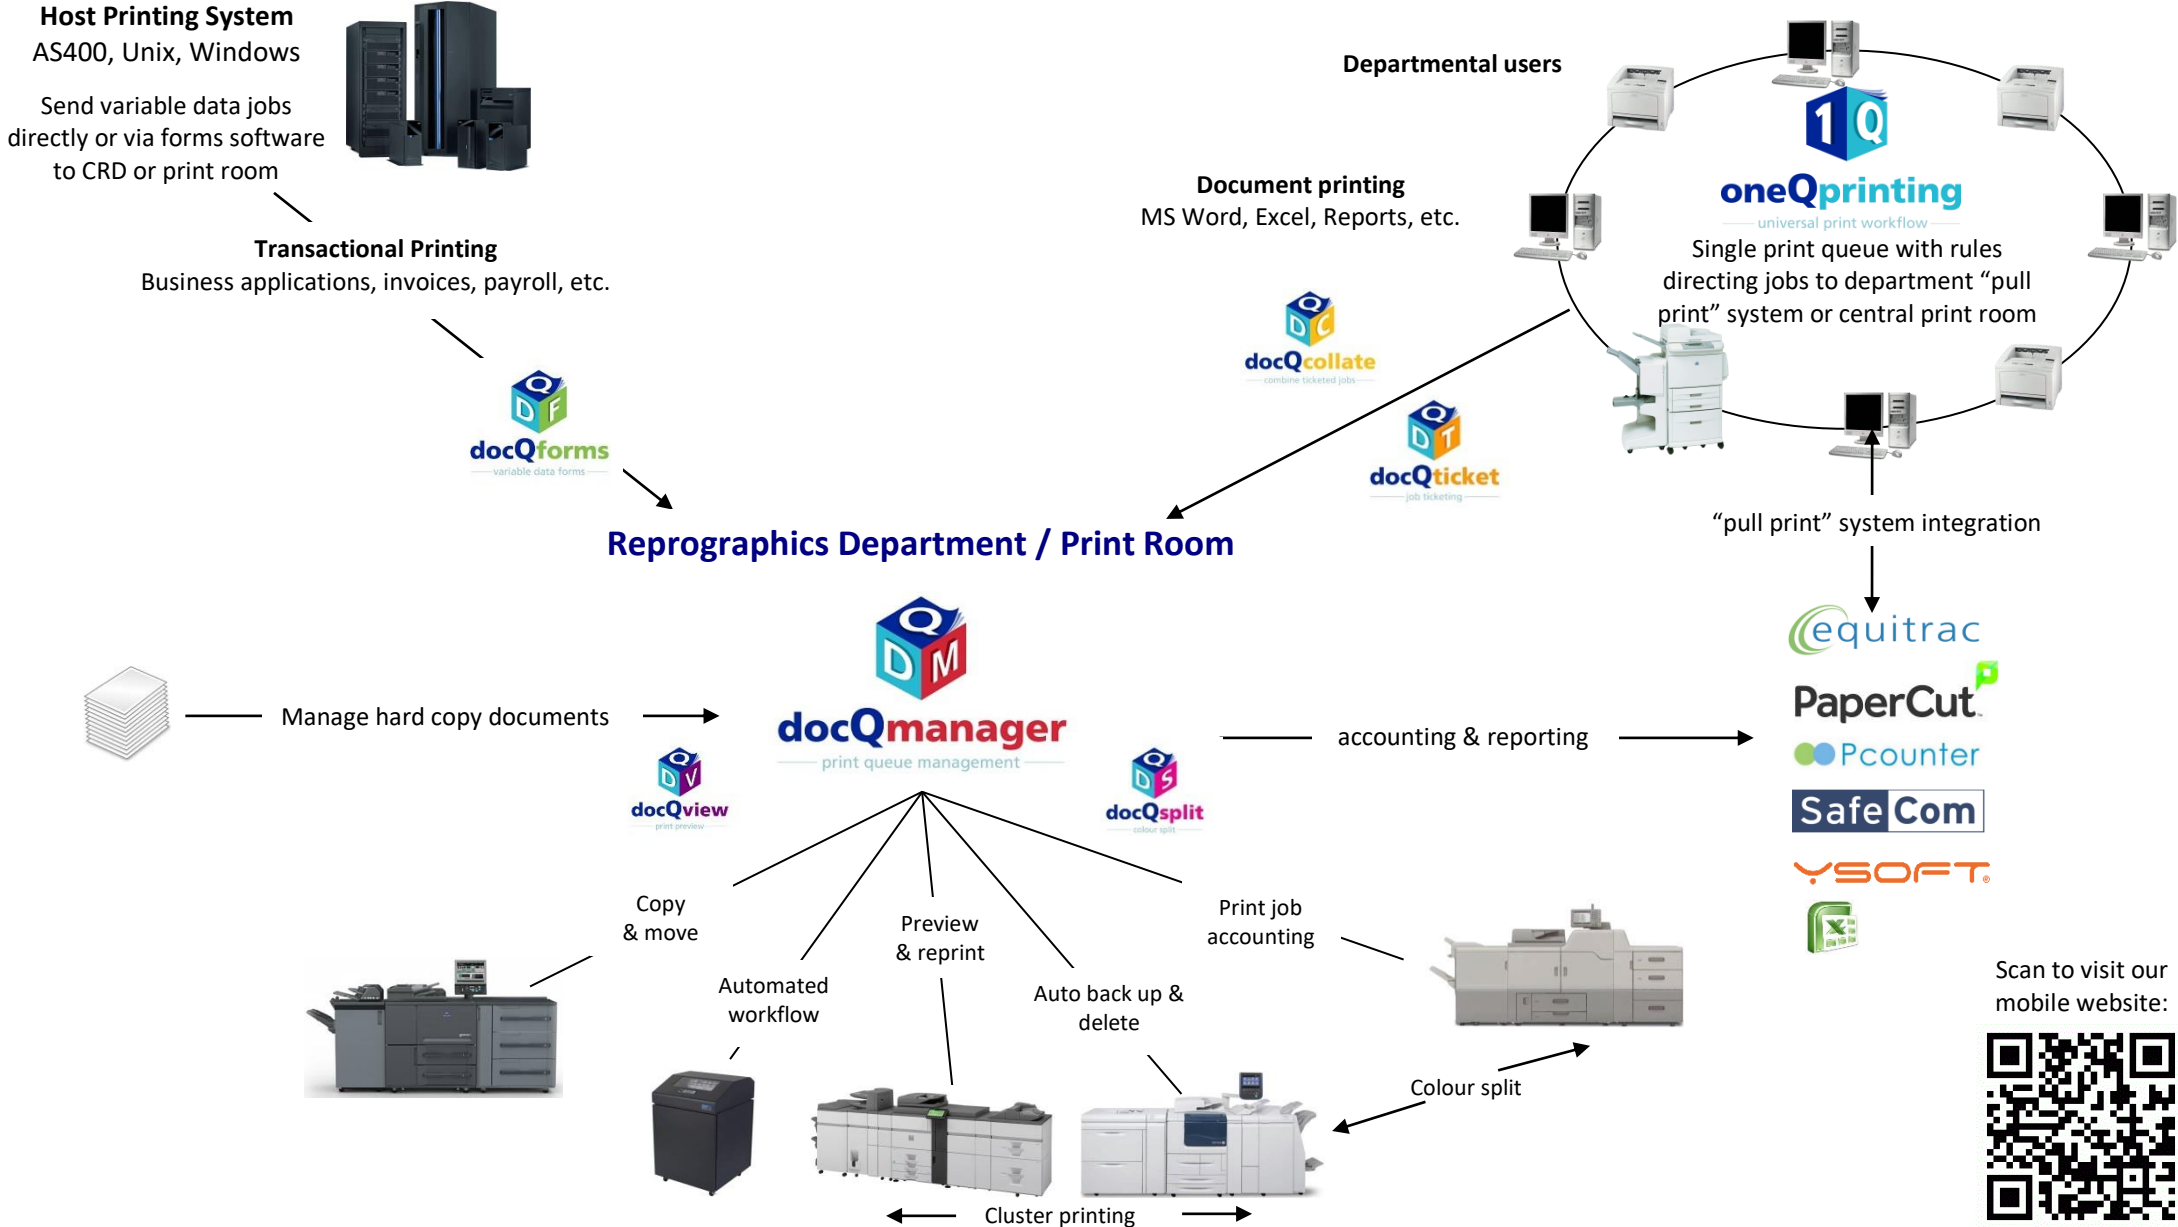 Host Printing System
AS400, Unix, Windows
Send variable data jobs
directly or via forms software
to CRD or print room
Transactional Printing
Business applications, invoices, payroll, etc.
Q
D F
docQforms
variable data forms
Departmental users
Document printing
MS Word, Excel, Reports, etc.
1Q
oneQprinting
universal print workflow
Single print queue with rules
directing jobs to department “pull
print” system or central print room
Q
D C
docQcollate
combine ticketed jobs
Q
D T
docQticket
job ticketing
“pull print” system integration
Reprographics Department / Print Room
Q
D M
docQmanager
print queue management
Manage hard copy documents
Q
D V
docQview
print preview
Q
D S
docQsplit
colour split
accounting & reporting
equitrac
PaperCut
Pcounter
SafeCom
YSOFT®
X
Copy
& move
Automated
workflow
Preview
& reprint
Auto back up &
delete
Print job
accounting
Colour split
Cluster printing
Scan to visit our
mobile website: